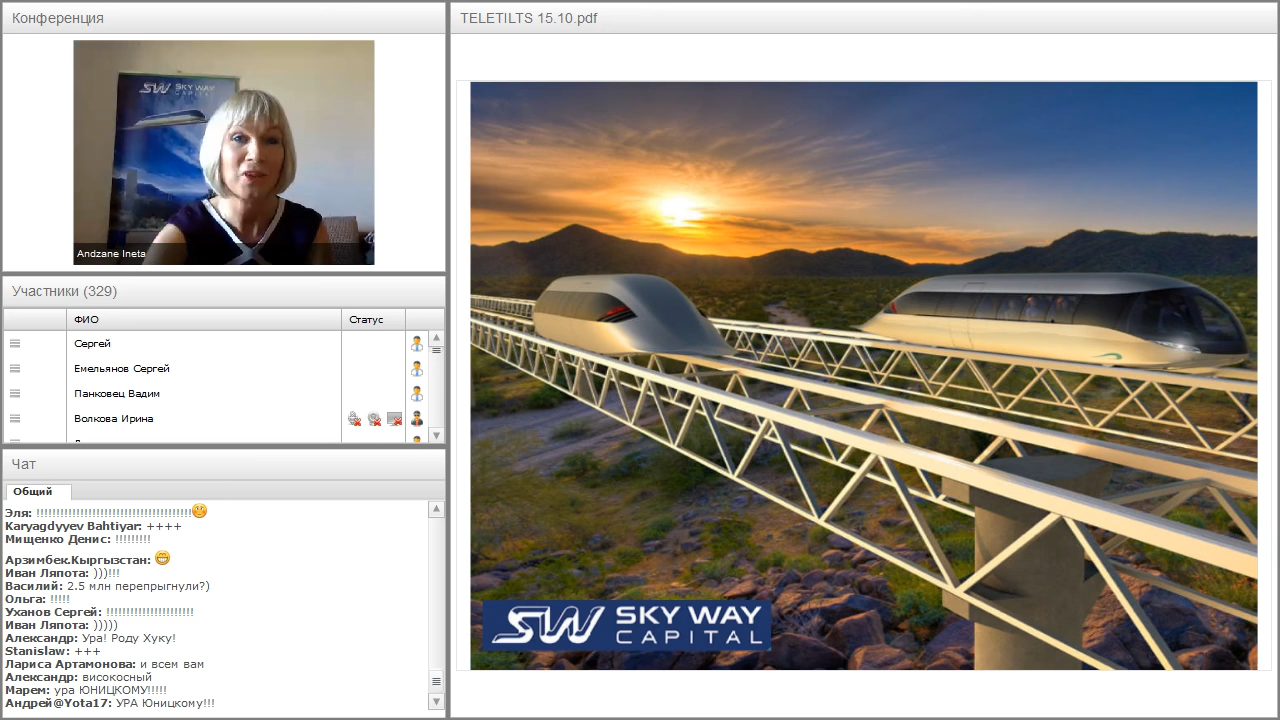 Конференция
SW SKY WAY
CAPITAL
Andzane Ineta
Участники (329)
ФИО
Статус
Сергей
Емельянов Сергей
Панковец Вадим
Волкова Ирина
Чат
Общий
Эля: !!!!!!!!!!!!!!!!!!!!!!!!!!!!!!!!!!!!!!!
Karyagdyyev Bahtiyar: ++++
Мищенко Денис: !!!!!!!!!
Арзимбек.Кыргызстан:
Иван Ляпота: )))!!!
Василий: 2.5 млн перепрыгнули?)
Ольга: !!!!!
Уханов Сергей: !!!!!!!!!!!!!!!!!!!!!!
Иван Ляпота: )))))
Александр: Ура! Роду Хуку!
Stanislaw: +++
Лариса Артамонова: и всем вам
Александр: високосный
Марем: ура ЮНИЦКОМУ!!!!!
Андрей@Yota17: УРА Юницкому!!!
TELETILTS 15.10.pdf
SW SKY WAY
CAPITAL